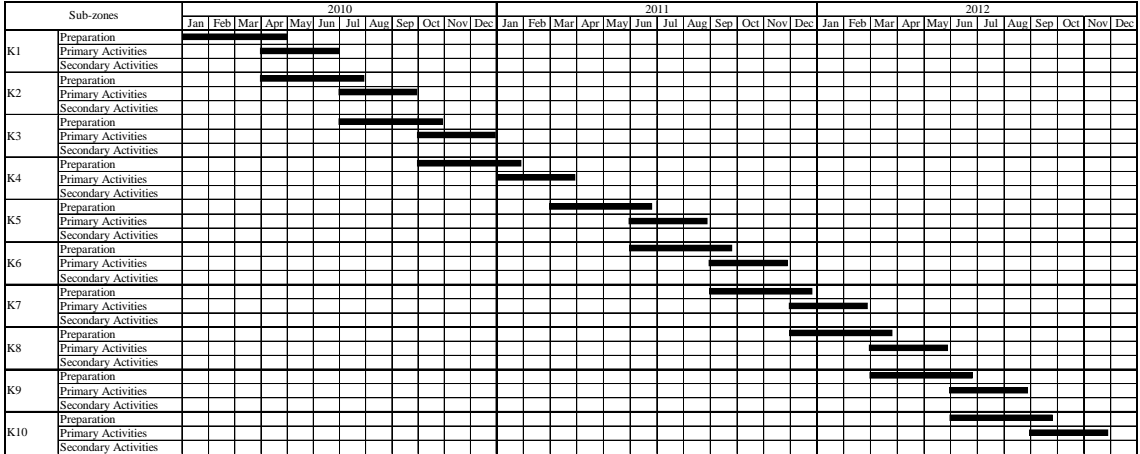 Sub-zones 2010 2011 2012
Jan Feb Mar Apr May Jun Jul Aug Sep Oct Nov Dec Jan Feb Mar Apr May Jun Jul Aug Sep Oct Nov Dec Jan Feb Mar Apr May Jun Jul Aug Sep Oct Nov Dec
Preparation
K1 Primary Activities
Secondary Activities
Preparation
K2 Primary Activities
Secondary Activities
Preparation
K3 Primary Activities
Secondary Activities
Preparation
K4 Primary Activities
Secondary Activities
Preparation
K5 Primary Activities
Secondary Activities
Preparation
K6 Primary Activities
Secondary Activities
Preparation
K7 Primary Activities
Secondary Activities
Preparation
K8 Primary Activities
Secondary Activities
Preparation
K9 Primary Activities
Secondary Activities
Preparation
K10 Primary Activities
Secondary Activities